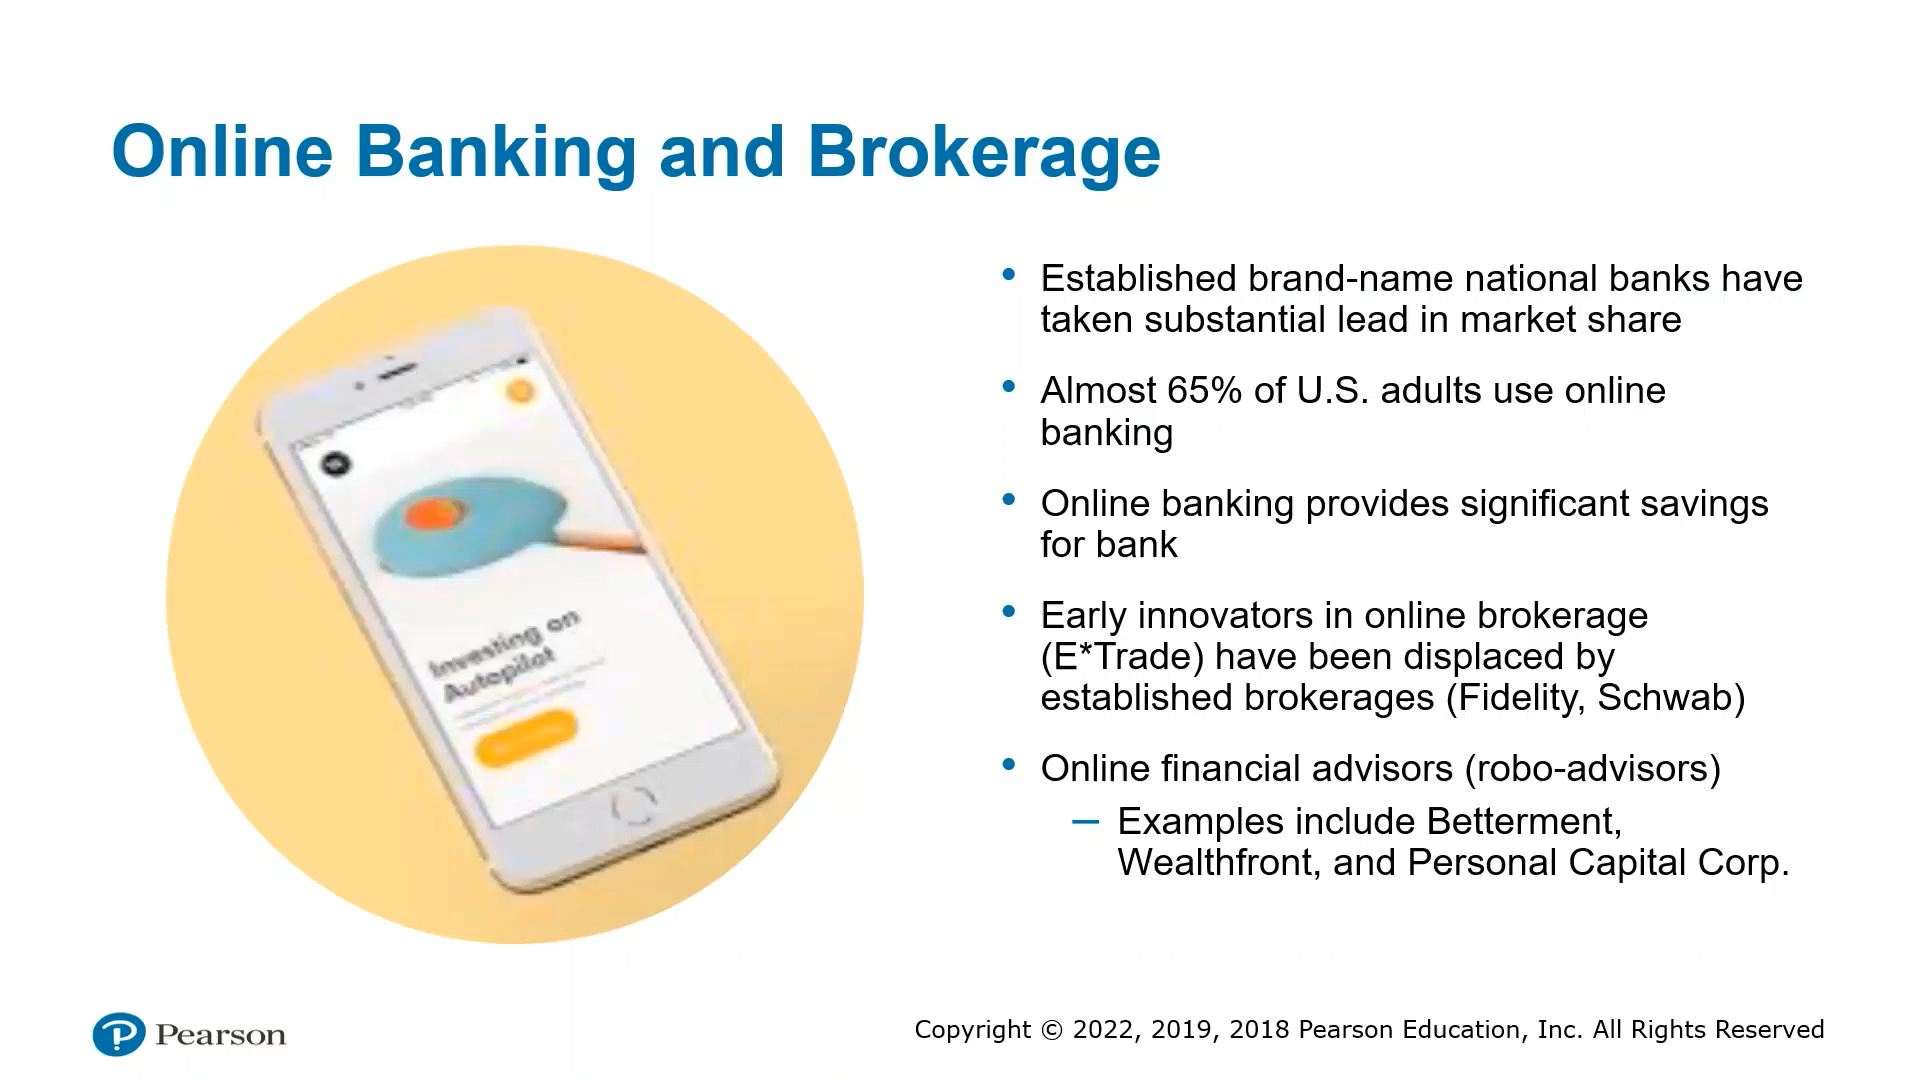 Online Banking and Brokerage
Investing on
Autopilot
• Established brand-name national banks have
taken substantial lead in market share
• Almost 65% of U.S. adults use online
banking
• Online banking provides significant savings
for bank
• Early innovators in online brokerage
(E*Trade) have been displaced by
established brokerages (Fidelity, Schwab)
• Online financial advisors (robo-advisors)
– Examples include Betterment,
Wealthfront, and Personal Capital Corp.
Pearson
Copyright © 2022, 2019, 2018 Pearson Education, Inc. All Rights Reserved